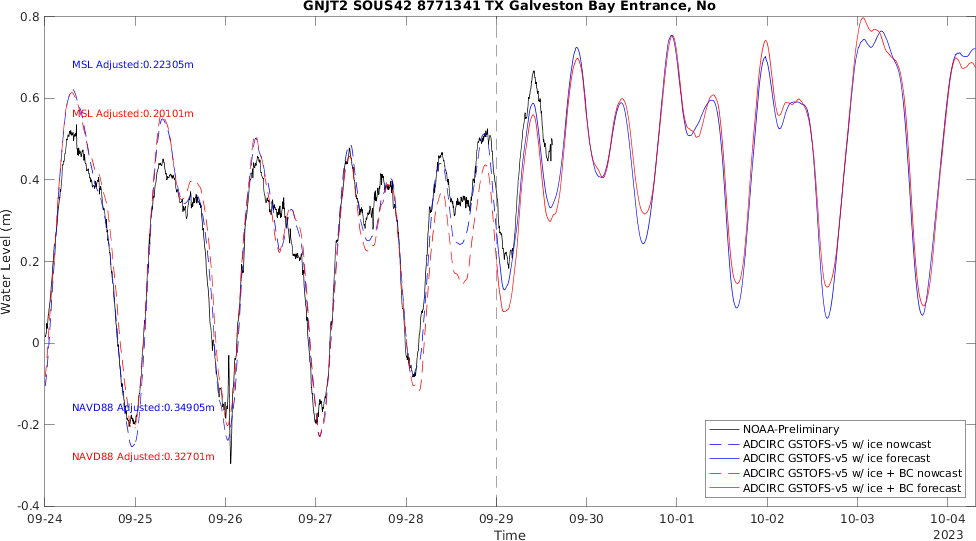 GNJT2 SOUS42 8771341 TX Galveston Bay Entrance, No
0.8
0.6
0.4
0.2
0
-0.2
-0.4
Water Level (m)
MSL Adjusted:0.22305m
MSL Adjusted:0.20101m
NAVD88 Adjusted:0.34905m
NAVD88 Adjusted:0.32701m
NOAA-Preliminary
ADCIRC GSTOFS-v5 w/ ice nowcast
ADCIRC GSTOFS-v5 w/ ice forecast
ADCIRC GSTOFS-v5 w/ ice + BC nowcast
ADCIRC GSTOFS-v5 w/ ice + BC forecast
09-24 09-25 09-26 09-27 09-28 09-29 09-30 10-01 10-02 10-03 10-04
Time
2023